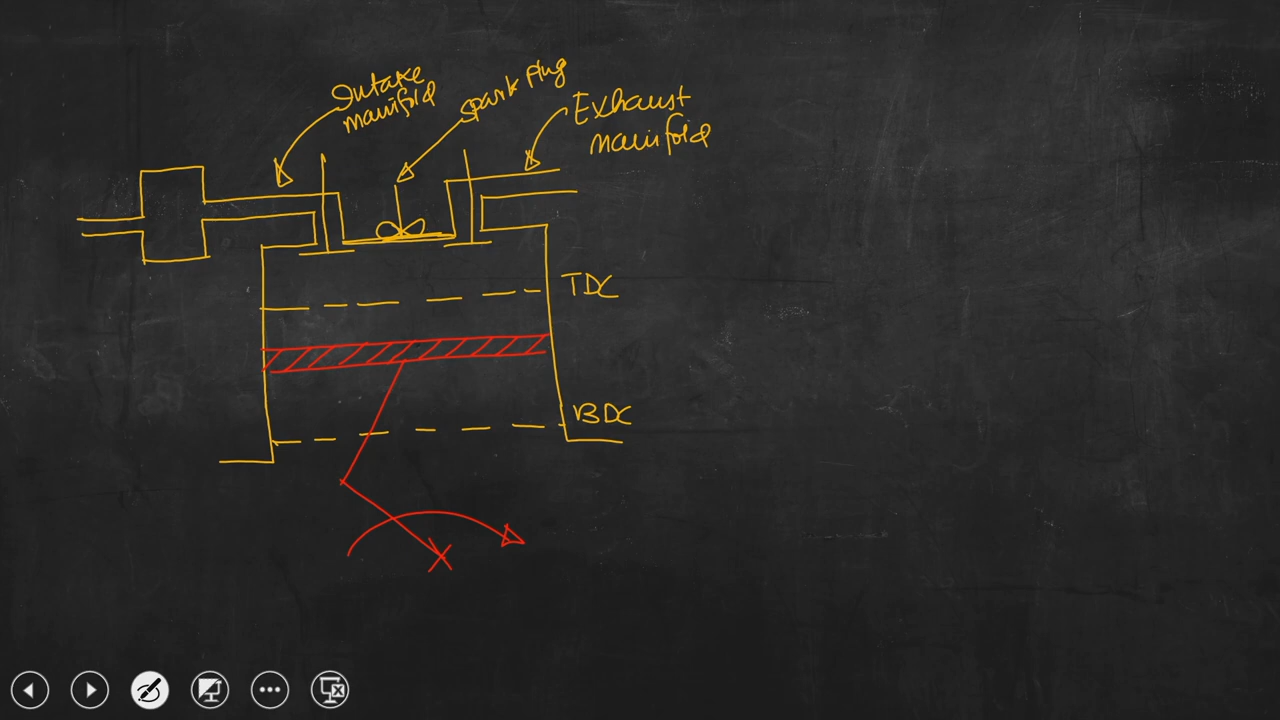 Intake
manifold
spark plug
Exhaust
manifold
TDC
BDC